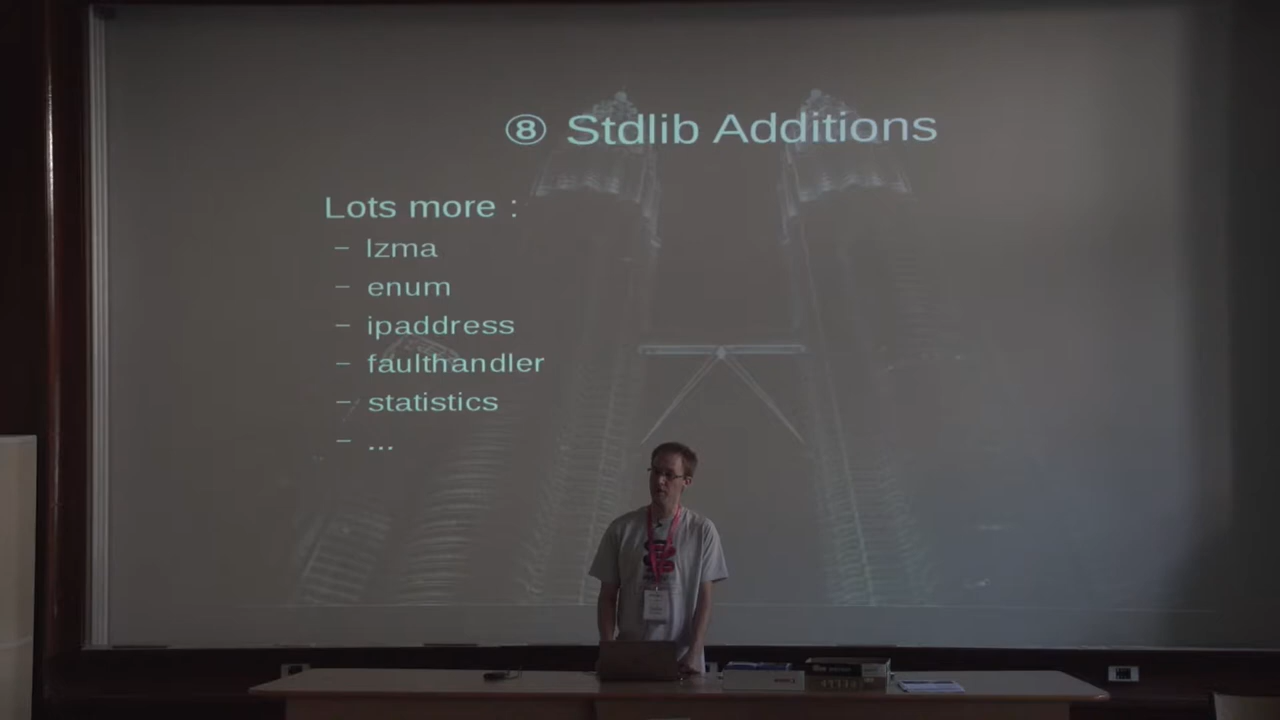 ⑧ Stdlib Additions
Lots more :
– lzma
– enum
– ipaddress
– faulthandler
– statistics
– ...